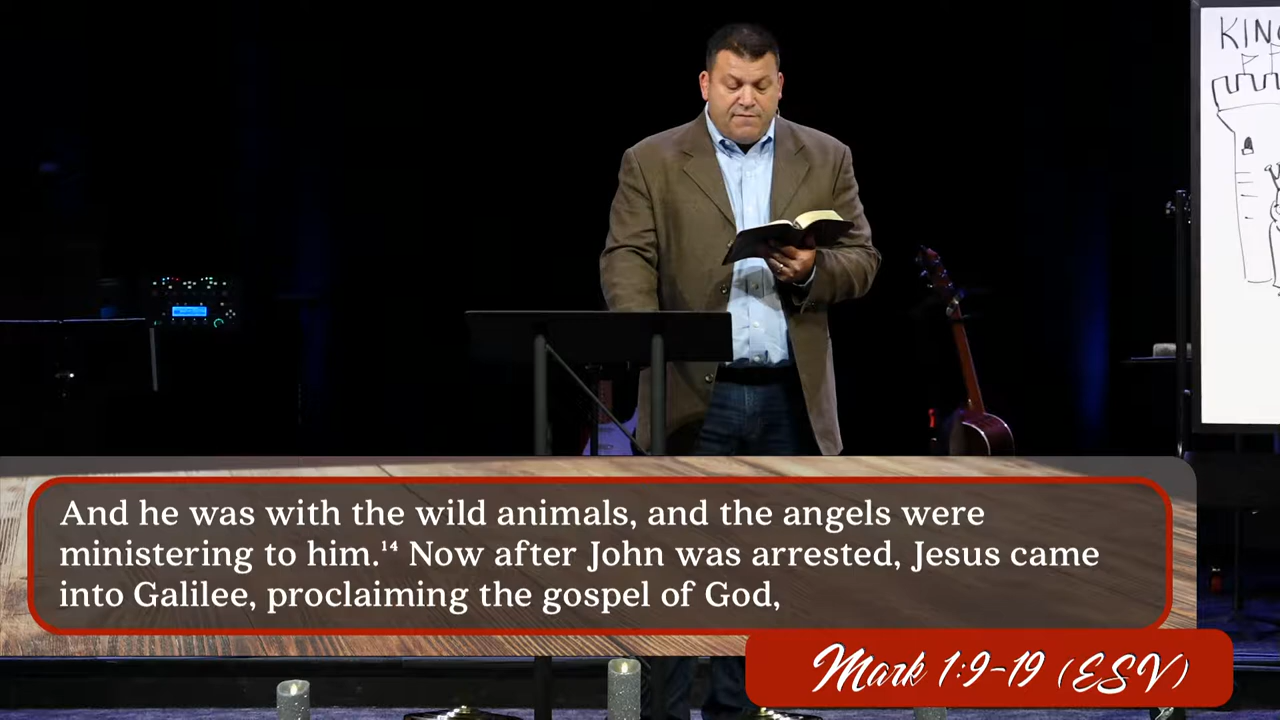 KING
And he was with the wild animals, and the angels were
ministering to him.¹⁴ Now after John was arrested, Jesus came
into Galilee, proclaiming the gospel of God,
Mark 1:9-19 (ESV)